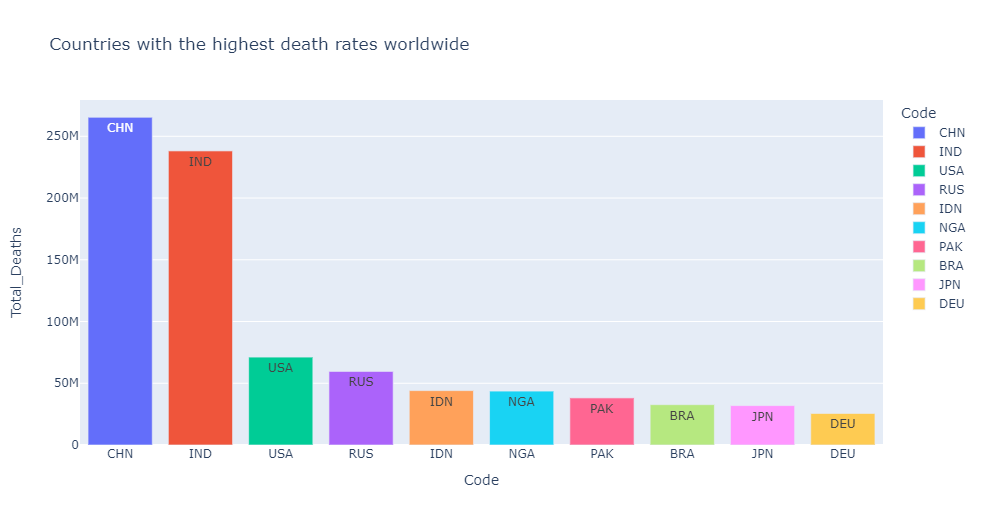 Countries with the highest death rates worldwide
Total_Deaths
250M
200M
150M
100M
50M
0
CHN
IND
USA
RUS
IDN
NGA
PAK
BRA
JPN
DEU
CHN IND USA RUS IDN NGA PAK BRA JPN DEU
Code
Code
CHN
IND
USA
RUS
IDN
NGA
PAK
BRA
JPN
DEU